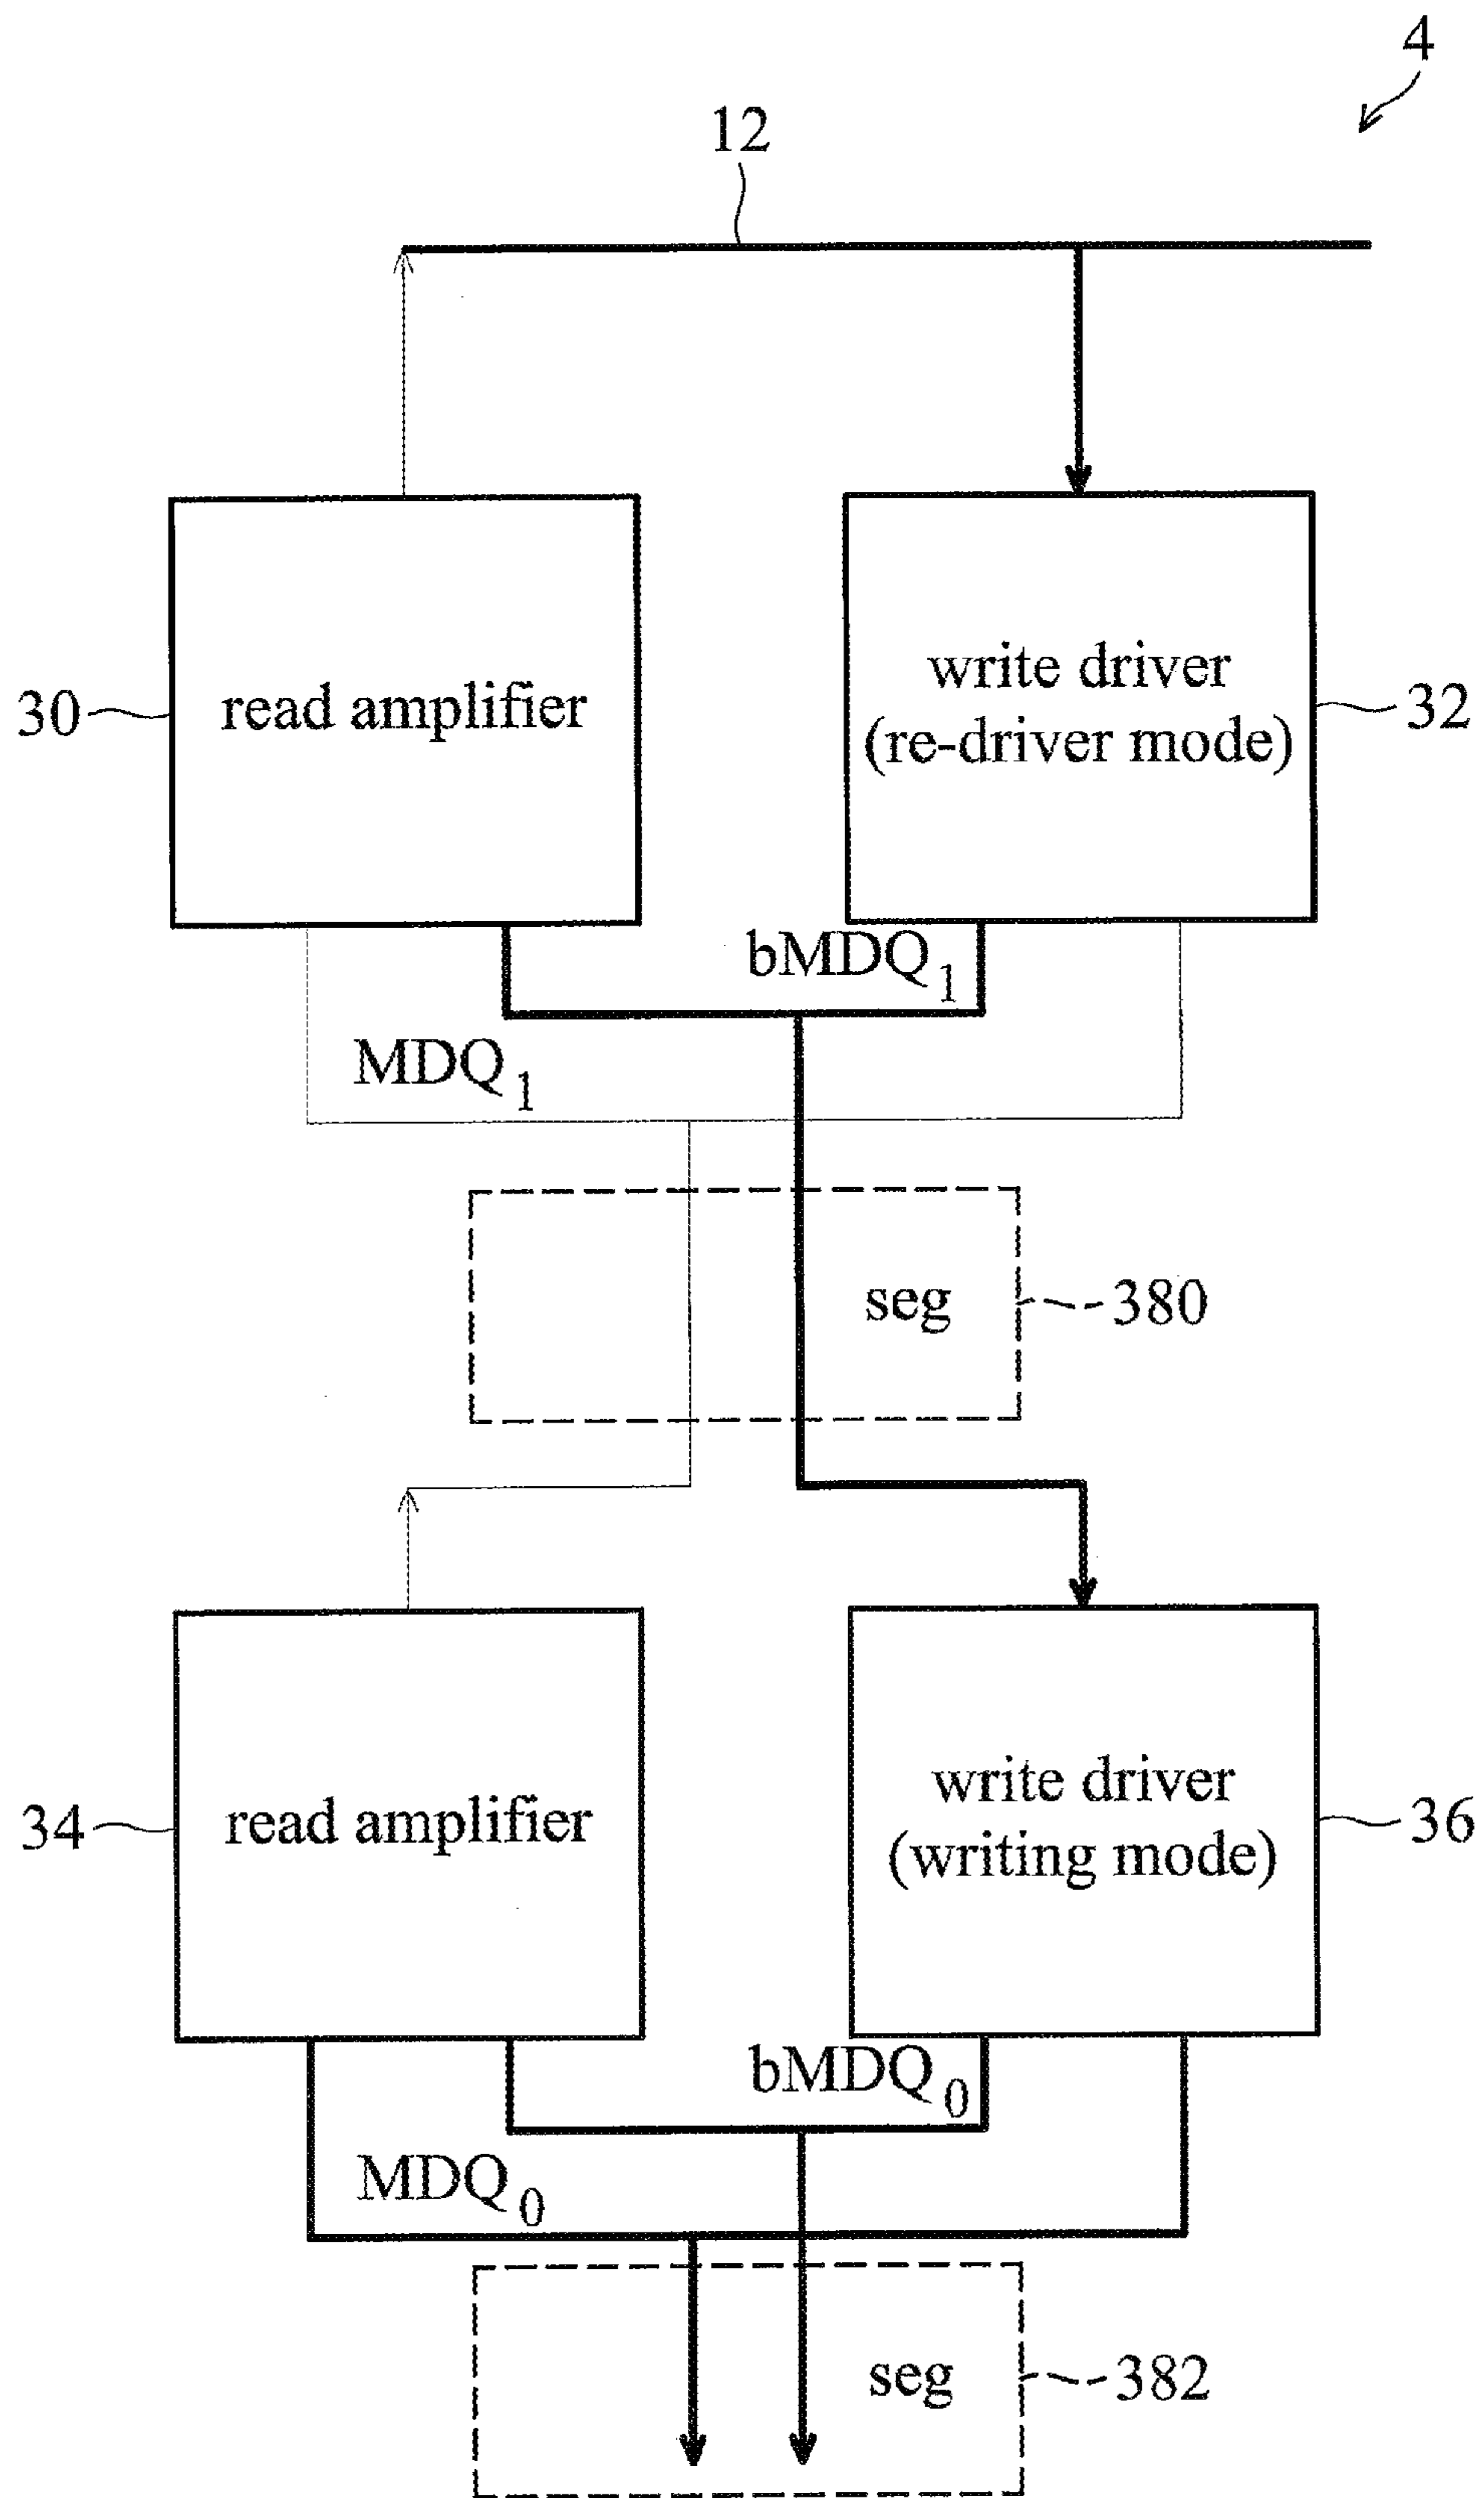 4
12
30
read amplifier
write driver
(re-driver mode)
32
bMDQ1
MDQ1
seg
380
34
read amplifier
write driver
(writing mode)
36
bMDQ0
MDQ0
seg
382